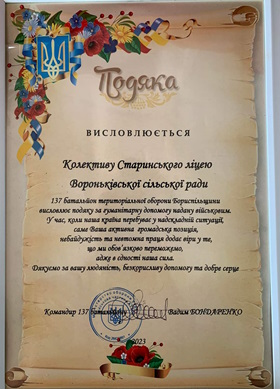 Подяка
ВИСЛОВЛЮЄТЬСЯ
Колективу Старинського ліцею
Вороньківської сільської ради
137 батальйон територіальної оборони Бориспільщини
висловлює подяку за гуманітарну допомогу надану військовим.
У час, коли наша країна перебуває у надскладній ситуації,
саме Ваша активна громадська позиція,
небайдужість та невтомна праця додає віри у те,
що ми обов'язково переможемо,
адже в єдності наша сила.
Дякуємо за вашу людяність, безкорисливу допомогу та добре серце
Командир 137 батальйону Вадим БОНДАРЕНКО
2023